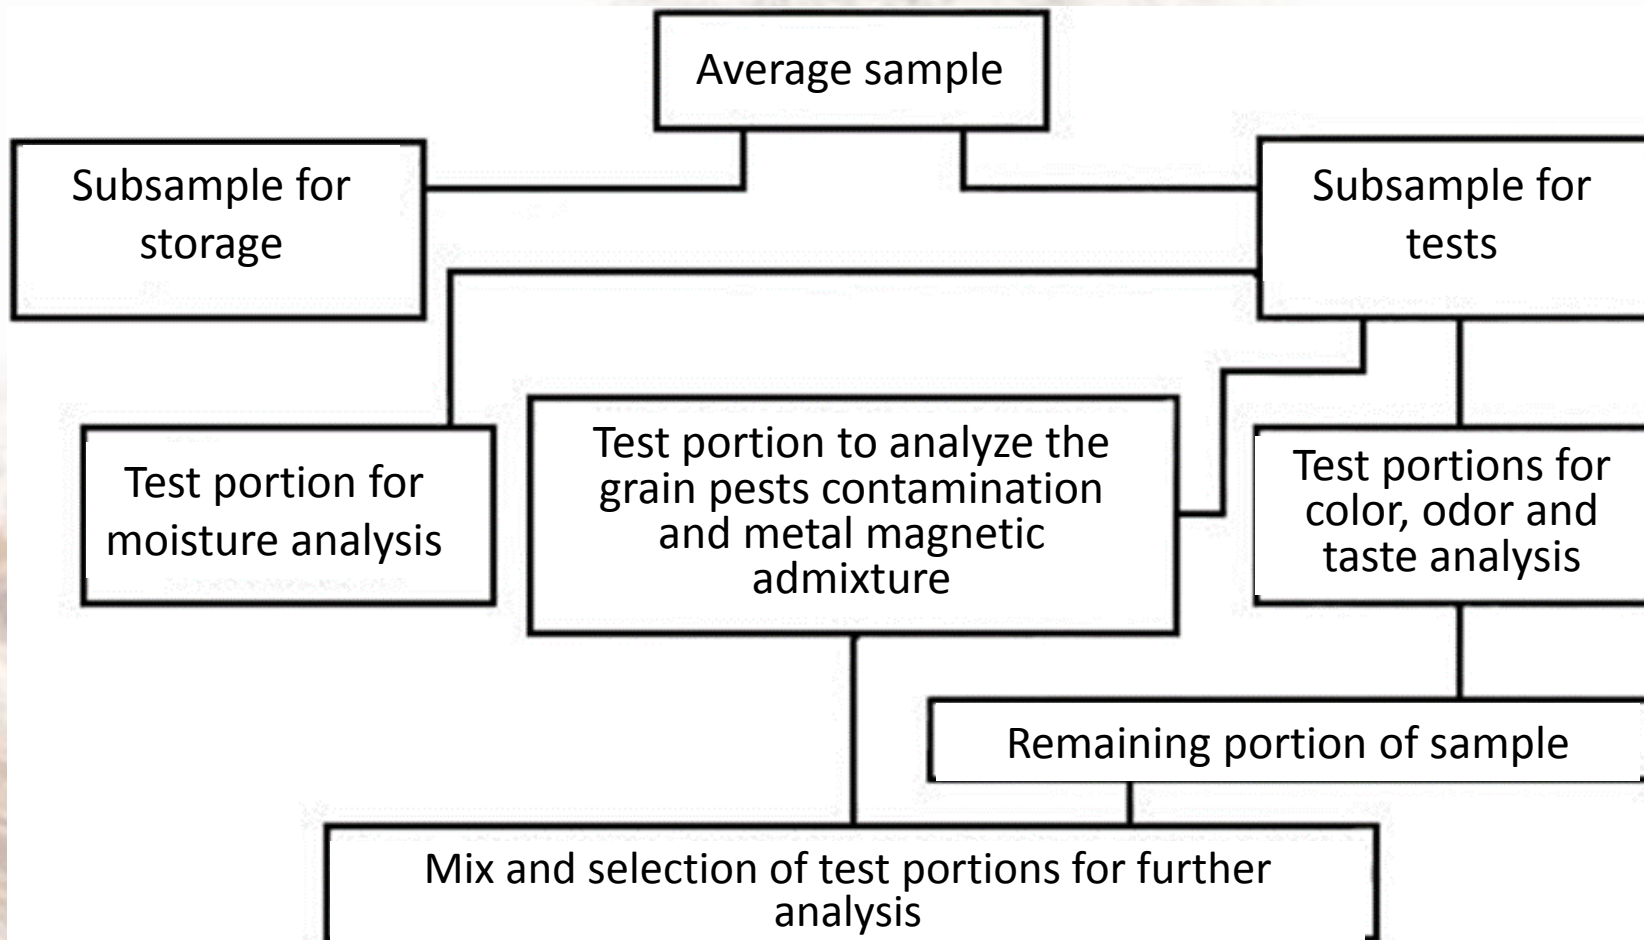 Average sample
Subsample for
storage
Subsample for
tests
Test portion for
moisture analysis
Test portion to analyze the
grain pests contamination
and metal magnetic
admixture
Test portions for
color, odor and
taste analysis
Remaining portion of sample
Mix and selection of test portions for further
analysis